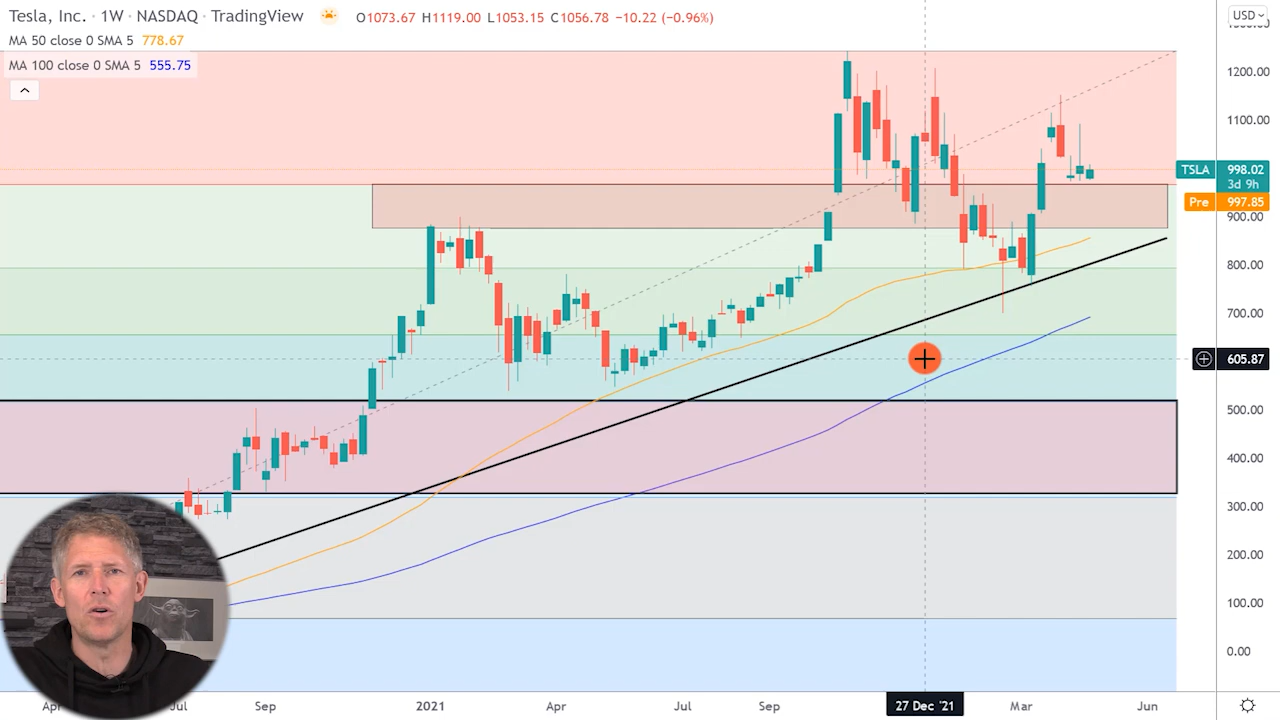 Tesla, Inc. · 1W · NASDAQ · TradingView O1073.67 H1119.00 L1053.15 C1056.78 −10.22 (−0.96%)
MA 50 close 0 SMA 5 778.67
MA 100 close 0 SMA 5 555.75
USD
1200.00
1100.00
TSLA 998.02
3d 9h
Pre 997.85
900.00
800.00
700.00
605.87
500.00
400.00
300.00
200.00
100.00
0.00
Jul Sep 2021 Apr Jul Sep 27 Dec '21 Mar Jun